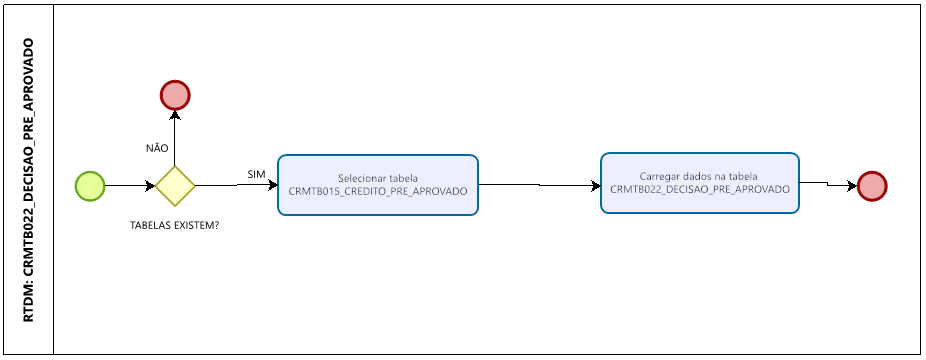 RTDM: CRMTB022_DECISAO_PRE_APROVADO
NÃO
SIM
TABELAS EXISTEM?
Selecionar tabela
CRMTB015_CREDITO_PRE_APROVADO
Carregar dados na tabela
CRMTB022_DECISAO_PRE_APROVADO